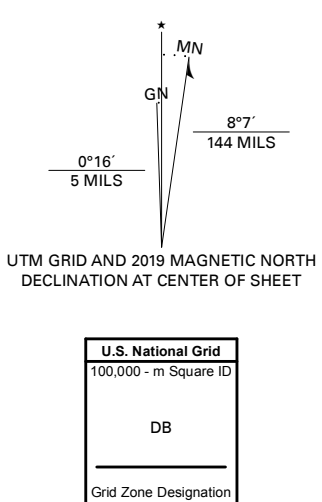 ★
MN
GN
8°7´
144 MILS
0°16´
5 MILS
UTM GRID AND 2019 MAGNETIC NORTH
DECLINATION AT CENTER OF SHEET
U.S. National Grid
100,000 - m Square ID
DB
Grid Zone Designation